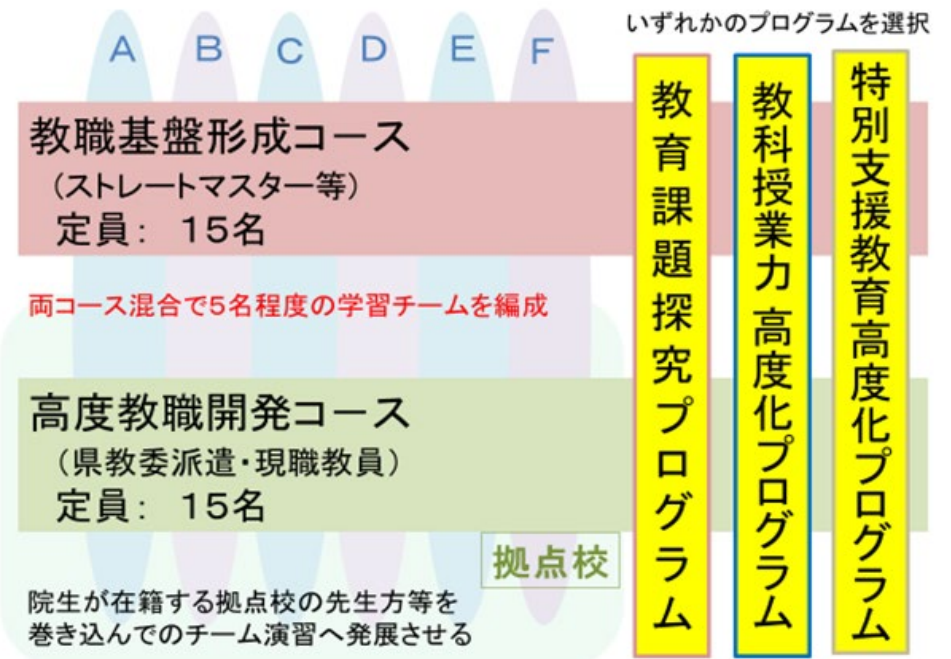 いずれかのプログラムを選択
A B C D E F
教職基盤形成コース
（ストレートマスター等）
定員： 15名
両コース混合で5名程度の学習チームを編成
高度教職開発コース
（県教委派遣・現職教員）
定員： 15名
拠点校
院生が在籍する拠点校の先生方等を
巻き込んでのチーム演習へ発展させる
教育課題探究プログラム
教科授業力高度化プログラム
特別支援教育高度化プログラム